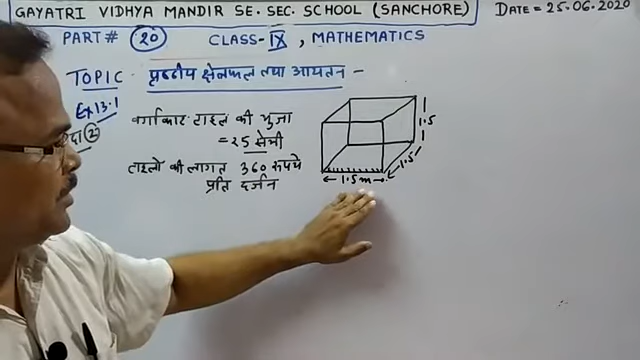 GAYATRI VIDHYA MANDIR SE. SEC. SCHOOL (SANCHORE)
DATE = 25.06.2020
PART# 20 CLASS-IX, MATHEMATICS
TOPIC पृष्ठीय क्षेत्रफल तथा आयतन -
Ex 13.1
वर्गाकार टाइल की भुजा
= 25 सेमी
टाइलों की लागत 360 रुपये
प्रति दर्जन
1.5
1.5
1.5m